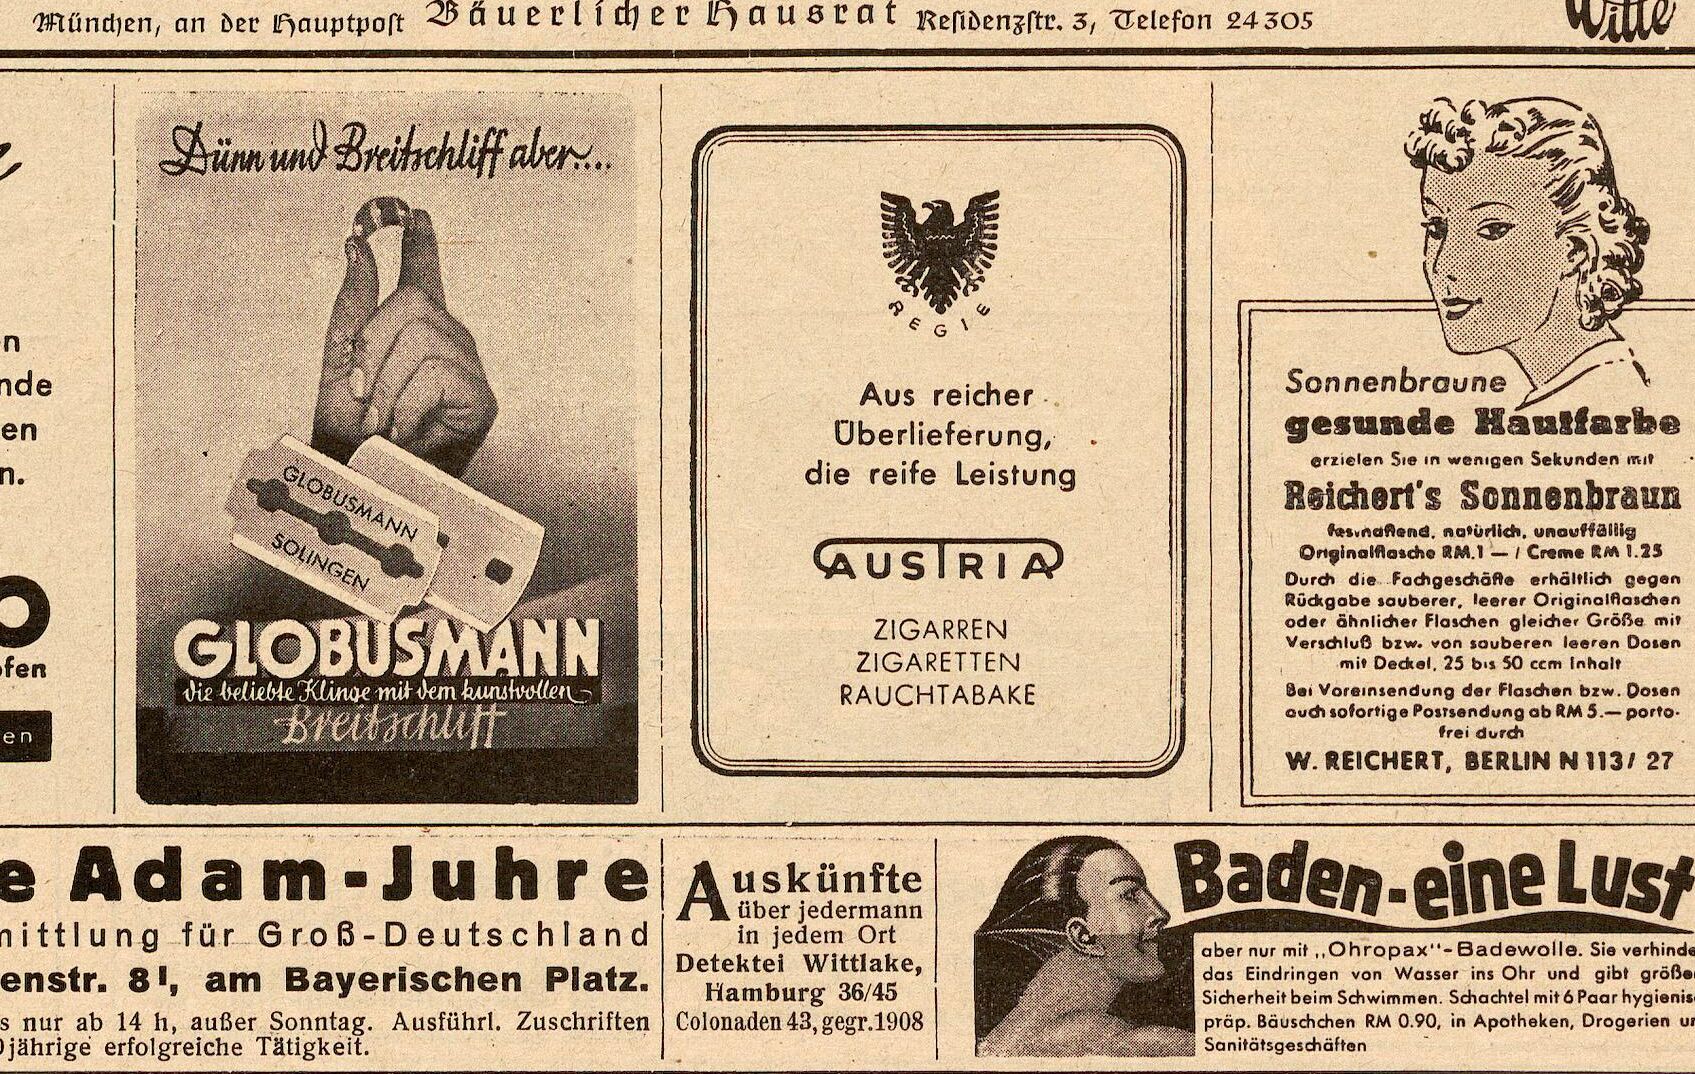 München, an der Hauptpost Bäuerlicher Hausrat Residenzstr. 3, Telefon 24305
Witte
n
nde
en
n.
O
fen
en
Dünn und Breitschliff aber....
GLOBUSMANN
SOLINGEN
GLOBUSMANN
die beliebte Klinge mit dem kunstvollen
Breitschliff
REGIE
Aus reicher
Überlieferung,
die reife Leistung
AUSTRIA
ZIGARREN
ZIGARETTEN
RAUCHTABAKE
Sonnenbraune
gesunde Hautfarbe
erzielen Sie in wenigen Sekunden mit
Reichert's Sonnenbraun
festhaftend, natürlich, unauffällig
Originalflasche RM.1 — / Creme RM 1.25
Durch die Fachgeschäfte erhältlich gegen
Rückgabe sauberer, leerer Originalflaschen
oder ähnlicher Flaschen gleicher Größe mit
Verschluß bzw. von sauberen leeren Dosen
mit Deckel, 25 bis 50 ccm Inhalt
Bei Voreinsendung der Flaschen bzw. Dosen
auch sofortige Postsendung ab RM 5.— porto-
frei durch
W. REICHERT, BERLIN N 113/ 27
e Adam-Juhre
mittlung für Groß-Deutschland
enstr. 8 I, am Bayerischen Platz.
s nur ab 14 h, außer Sonntag. Ausführl. Zuschriften
0jährige erfolgreiche Tätigkeit.
Auskünfte
über jedermann
in jedem Ort
Detektei Wittlake,
Hamburg 36/45
Colonaden 43, gegr. 1908
Baden-eine Lust
aber nur mit „Ohropax"-Badewolle. Sie verhinde
das Eindringen von Wasser ins Ohr und gibt größe
Sicherheit beim Schwimmen. Schachtel mit 6 Paar hygienis
präp. Bäuschchen RM 0.90, in Apotheken, Drogerien u
Sanitätsgeschäften